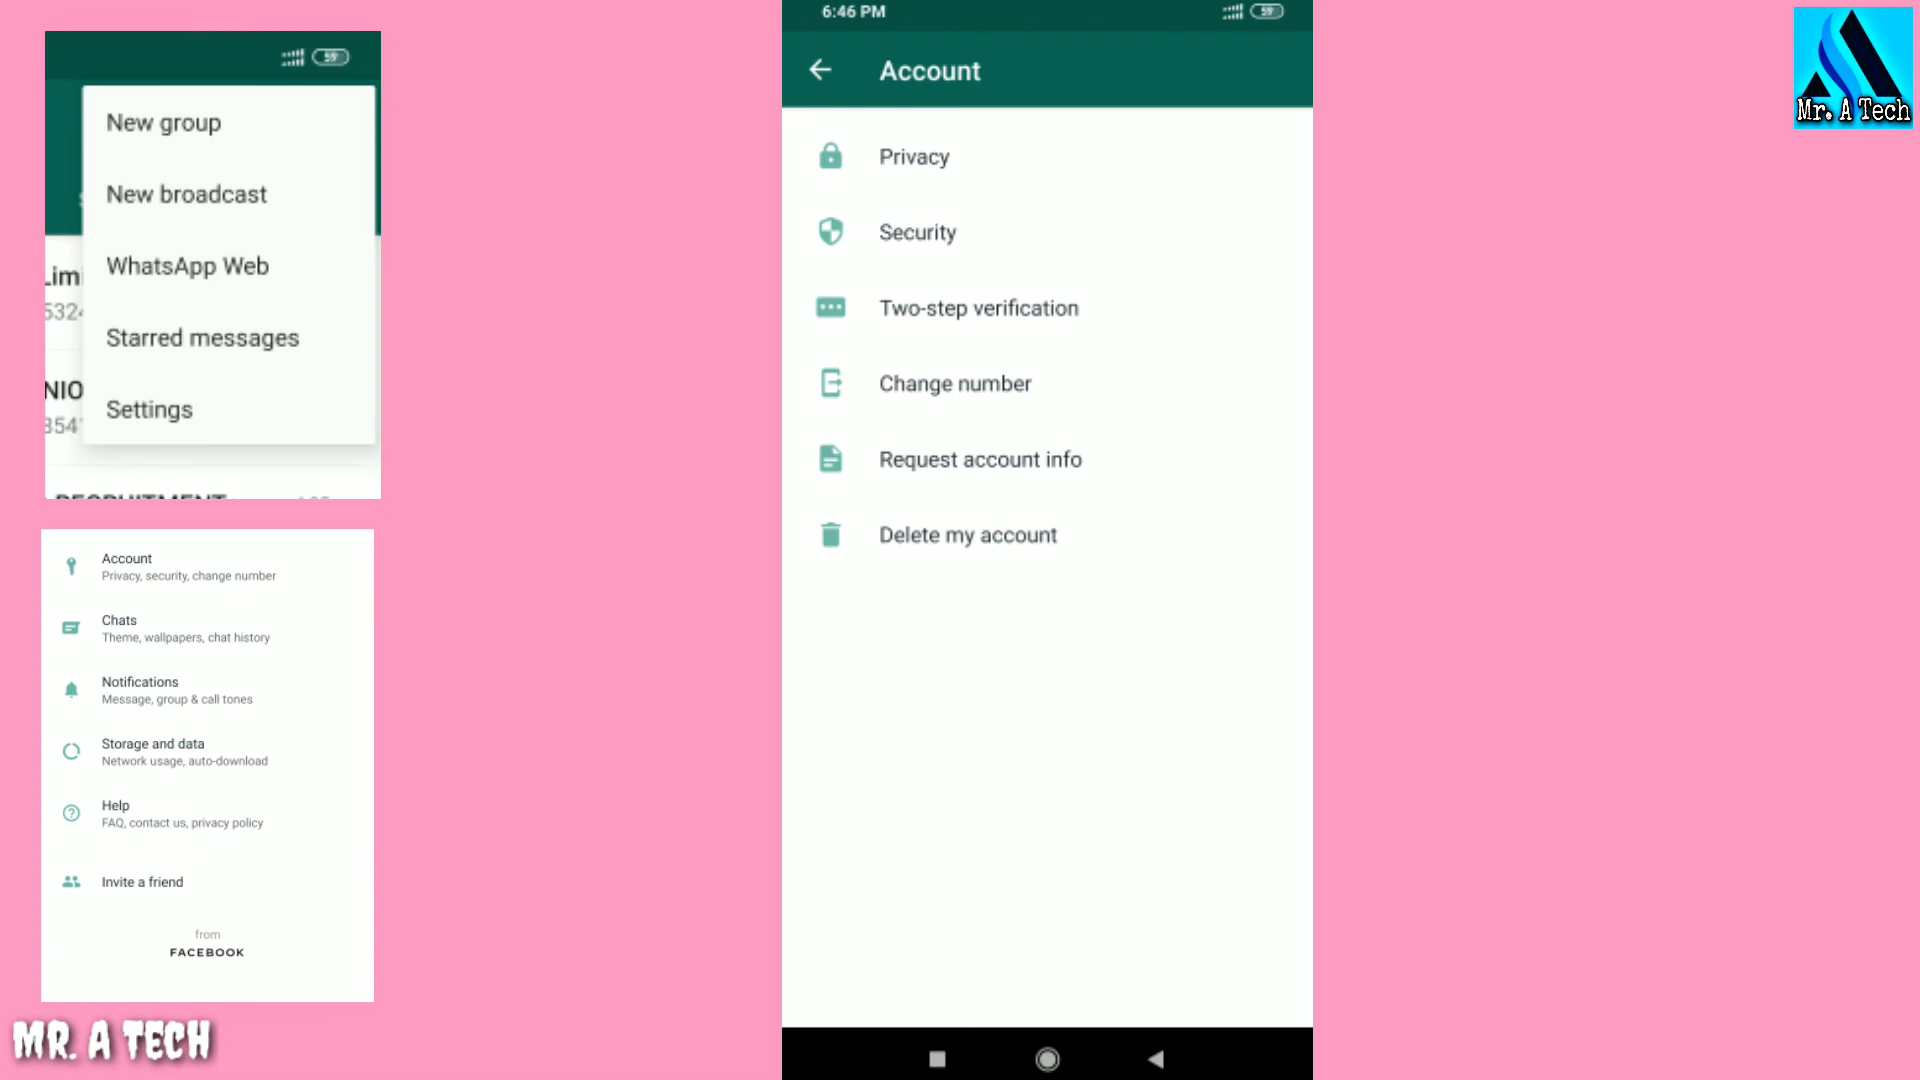 59
New group
New broadcast
WhatsApp Web
Starred messages
Settings
Account
Privacy, security, change number
Chats
Theme, wallpapers, chat history
Notifications
Message, group & call tones
Storage and data
Network usage, auto-download
Help
FAQ, contact us, privacy policy
Invite a friend
from
FACEBOOK
MR. A TECH
6:46 PM
59
Account
Privacy
Security
Two-step verification
Change number
Request account info
Delete my account
Mr. A Tech